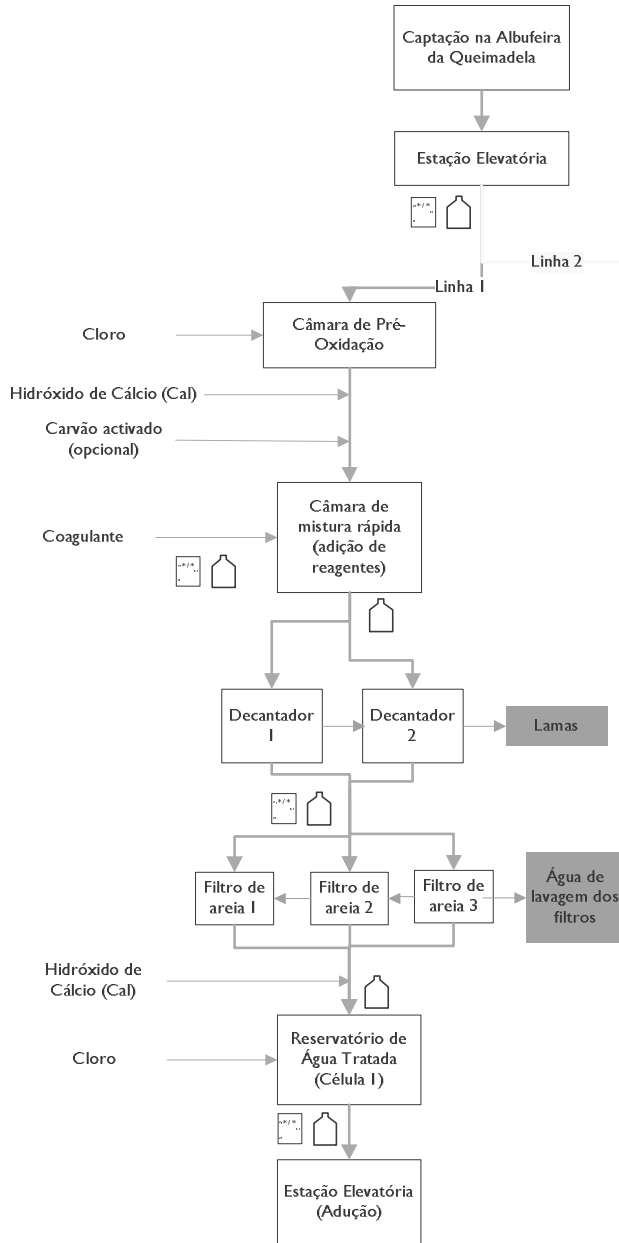 Captação na Albufeira
da Queimadela
Estação Elevatória
Linha 2
Linha 1
Câmara de Pré-
Oxidação
Cloro
Hidróxido de Cálcio (Cal)
Carvão activado
(opcional)
Câmara de
mistura rápida
(adição de
reagentes)
Coagulante
Decantador
1
Decantador
2
Lamas
Filtro de
areia 1
Filtro de
areia 2
Filtro de
areia 3
Água de
lavagem dos
filtros
Hidróxido de
Cálcio (Cal)
Reservatório de
Água Tratada
(Célula 1)
Cloro
Estação Elevatória
(Adução)